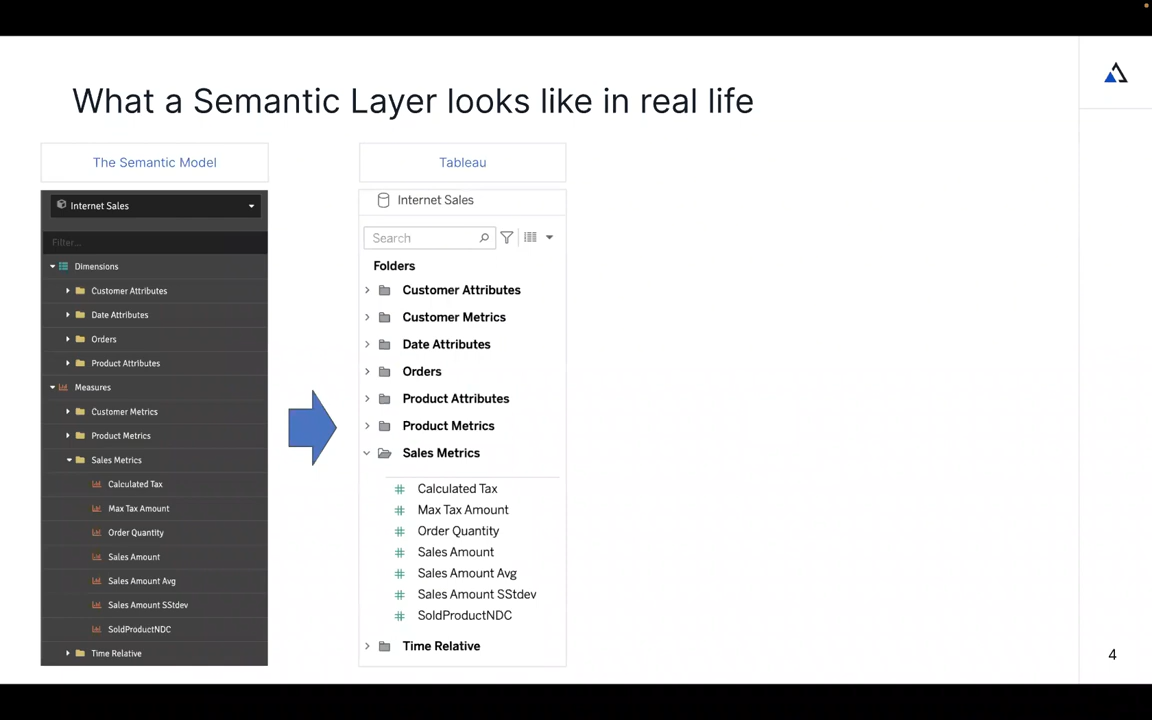 What a Semantic Layer looks like in real life
The Semantic Model
Internet Sales
Filter...
Dimensions
Customer Attributes
Date Attributes
Orders
Product Attributes
Measures
Customer Metrics
Product Metrics
Sales Metrics
Calculated Tax
Max Tax Amount
Order Quantity
Sales Amount
Sales Amount Avg
Sales Amount SStdev
SoldProductNDC
Time Relative
Tableau
Internet Sales
Search
Folders
Customer Attributes
Customer Metrics
Date Attributes
Orders
Product Attributes
Product Metrics
Sales Metrics
Calculated Tax
Max Tax Amount
Order Quantity
Sales Amount
Sales Amount Avg
Sales Amount SStdev
SoldProductNDC
Time Relative
4